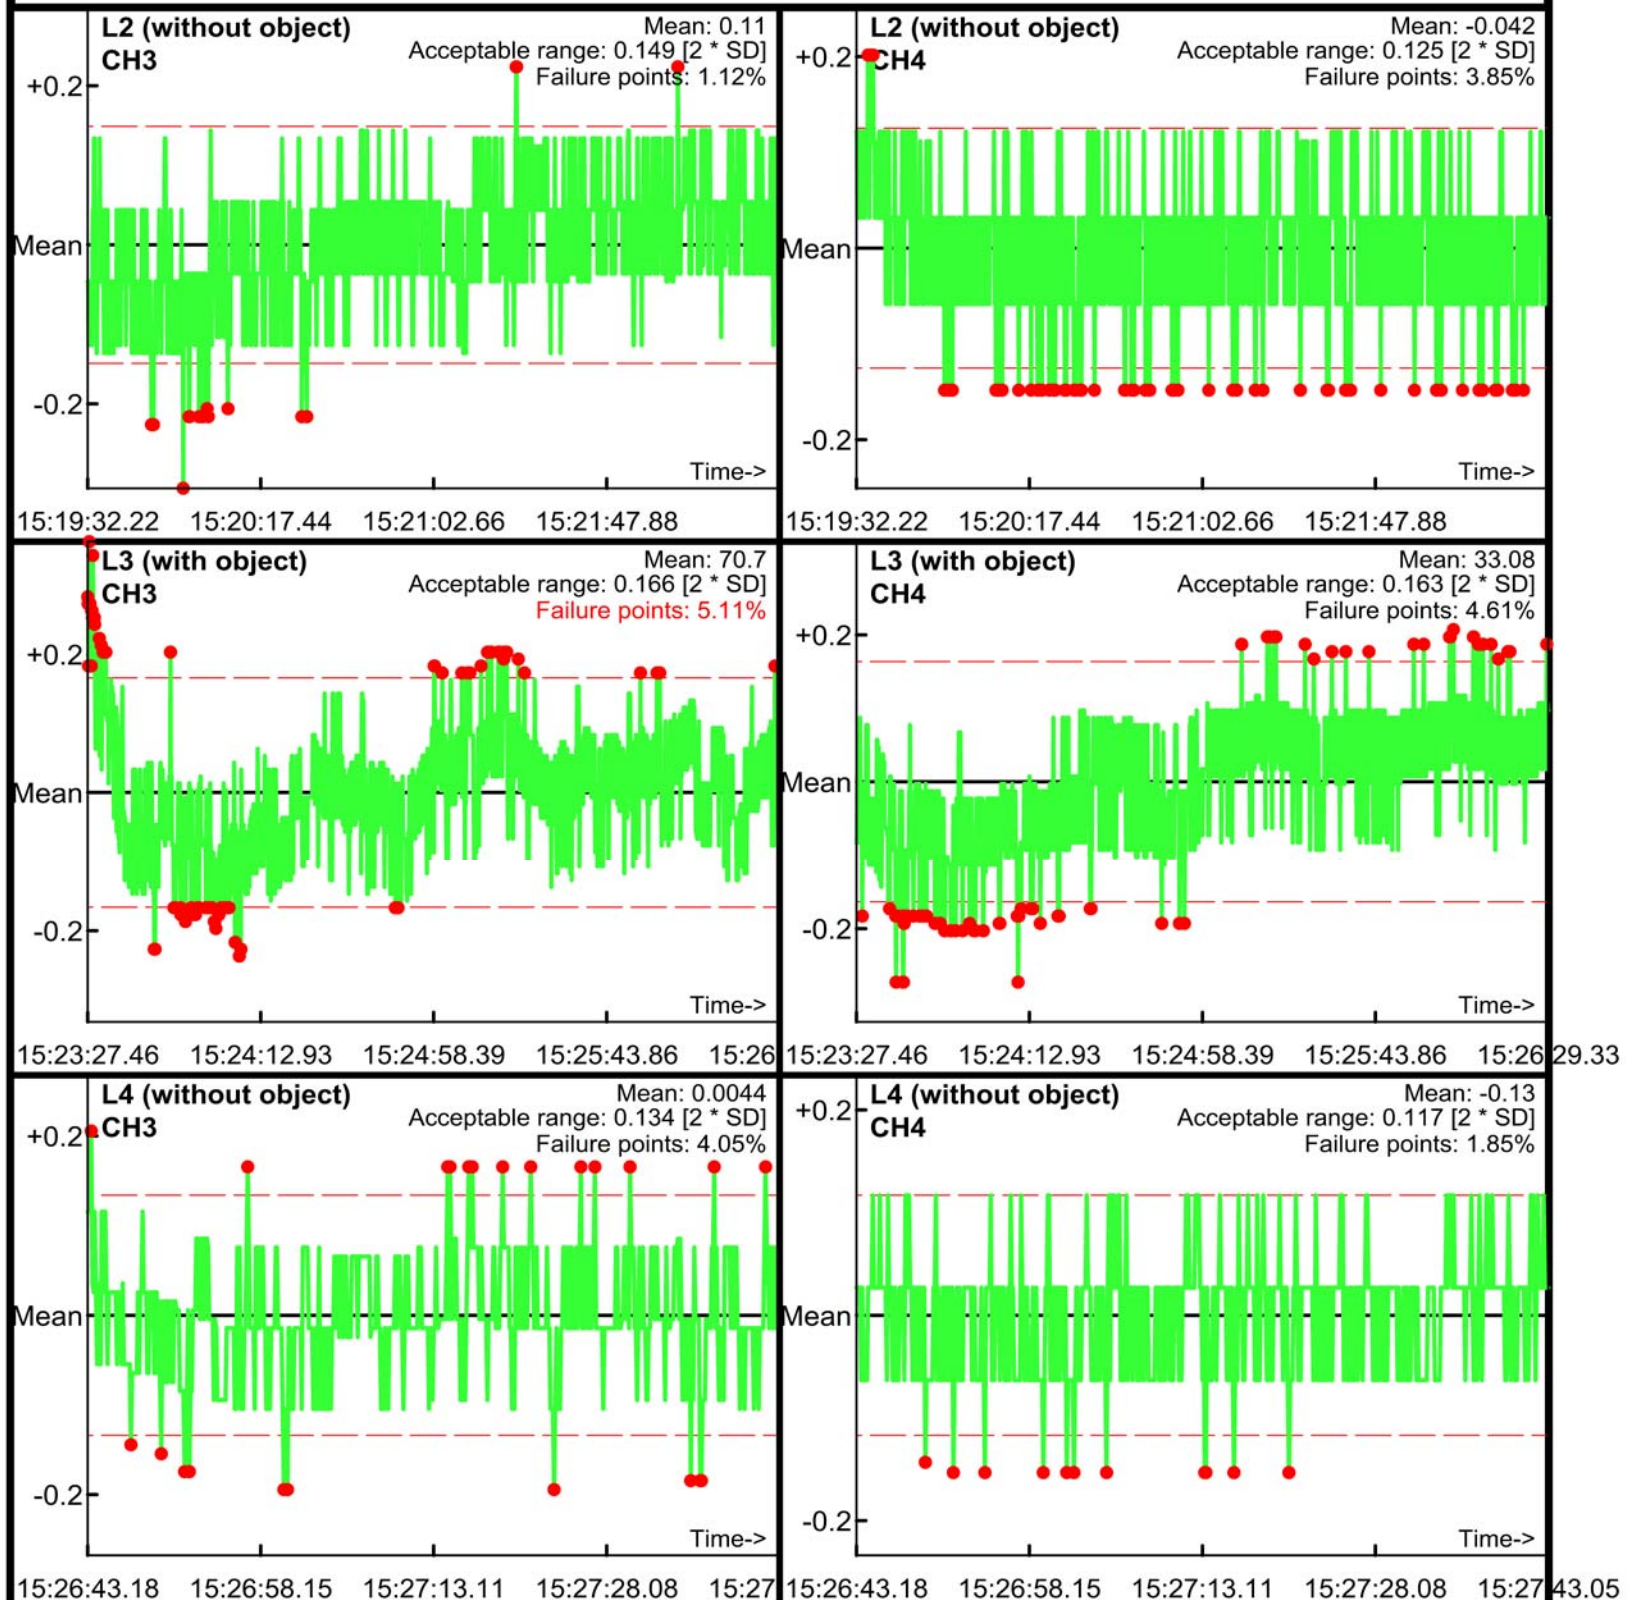 L2 (without object)
CH3
Mean: 0.11
Acceptable range: 0.149 [2 * SD]
Failure points: 1.12%
+0.2
Mean
-0.2
Time->
15:19:32.22 15:20:17.44 15:21:02.66 15:21:47.88
L2 (without object)
CH4
Mean: -0.042
Acceptable range: 0.125 [2 * SD]
Failure points: 3.85%
+0.2
Mean
-0.2
Time->
15:19:32.22 15:20:17.44 15:21:02.66 15:21:47.88
L3 (with object)
CH3
Mean: 70.7
Acceptable range: 0.166 [2 * SD]
Failure points: 5.11%
+0.2
Mean
-0.2
Time->
15:23:27.46 15:24:12.93 15:24:58.39 15:25:43.86 15:26
L3 (with object)
CH4
Mean: 33.08
Acceptable range: 0.163 [2 * SD]
Failure points: 4.61%
+0.2
Mean
-0.2
Time->
15:23:27.46 15:24:12.93 15:24:58.39 15:25:43.86 15:26:29.33
L4 (without object)
CH3
Mean: 0.0044
Acceptable range: 0.134 [2 * SD]
Failure points: 4.05%
+0.2
Mean
-0.2
Time->
15:26:43.18 15:26:58.15 15:27:13.11 15:27:28.08 15:27
L4 (without object)
CH4
Mean: -0.13
Acceptable range: 0.117 [2 * SD]
Failure points: 1.85%
+0.2
Mean
-0.2
Time->
15:26:43.18 15:26:58.15 15:27:13.11 15:27:28.08 15:27:43.05